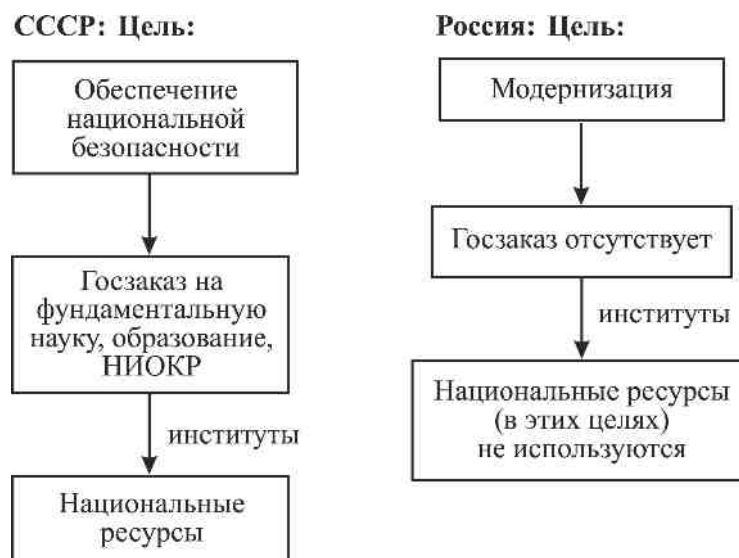 СССР: Цель:
Обеспечение
национальной
безопасности
Госзаказ на
фундаментальную
науку, образование,
НИОКР
институты
Национальные
ресурсы
Россия: Цель:
Модернизация
Госзаказ отсутствует
институты
Национальные ресурсы
(в этих целях)
не используются